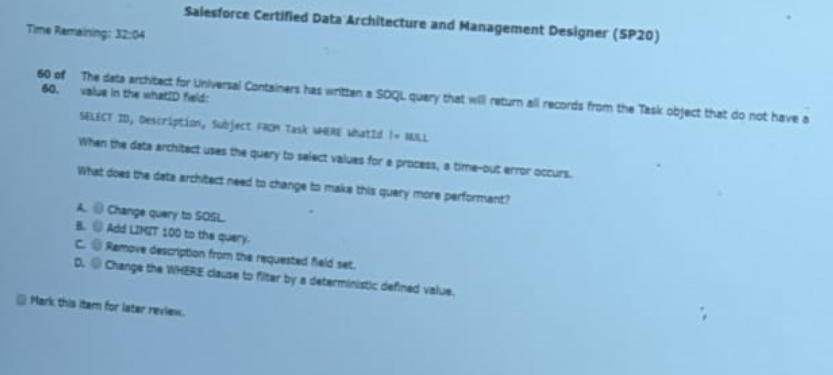 Salesforce Certified Data Architecture and Management Designer (SP20)
Time Remaining: 32:04
60 of 60. The data architect for Universal Containers has written a SOQL query that will return all records from the Task object that do not have a
value in the whatID field:
SELECT ID, Description, Subject FROM Task WHERE WhatId != NULL
When the data architect uses the query to select values for a process, a time-out error occurs.
What does the data architect need to change to make this query more performant?
A. Change query to SOSL.
B. Add LIMIT 100 to the query.
C. Remove description from the requested field set.
D. Change the WHERE clause to filter by a deterministic defined value.
Mark this item for later review.